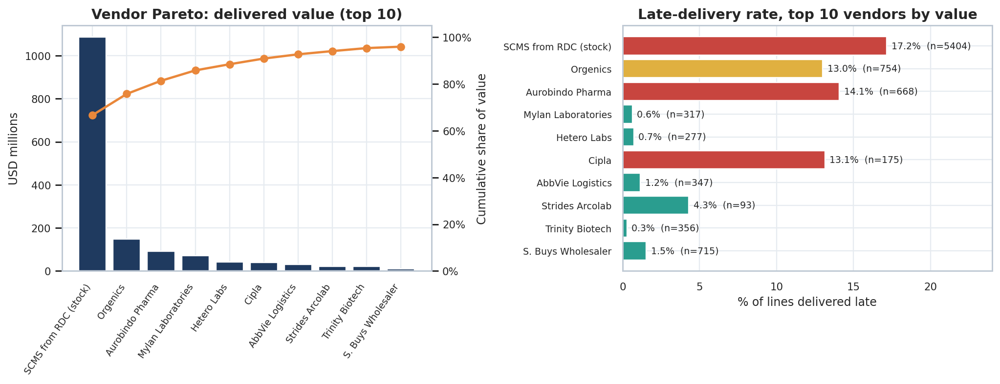 Vendor Pareto: delivered value (top 10)
USD millions
1000
800
600
400
200
0
100%
80%
60%
40%
20%
0%
Cumulative share of value
SCMS from RDC (stock)
Orgenics
Aurobindo Pharma
Mylan Laboratories
Hetero Labs
Cipla
AbbVie Logistics
Strides Arcolab
Trinity Biotech
S. Buys Wholesaler
Late-delivery rate, top 10 vendors by value
SCMS from RDC (stock) 17.2% (n=5404)
Orgenics 13.0% (n=754)
Aurobindo Pharma 14.1% (n=668)
Mylan Laboratories 0.6% (n=317)
Hetero Labs 0.7% (n=277)
Cipla 13.1% (n=175)
AbbVie Logistics 1.2% (n=347)
Strides Arcolab 4.3% (n=93)
Trinity Biotech 0.3% (n=356)
S. Buys Wholesaler 1.5% (n=715)
0 5 10 15 20
% of lines delivered late